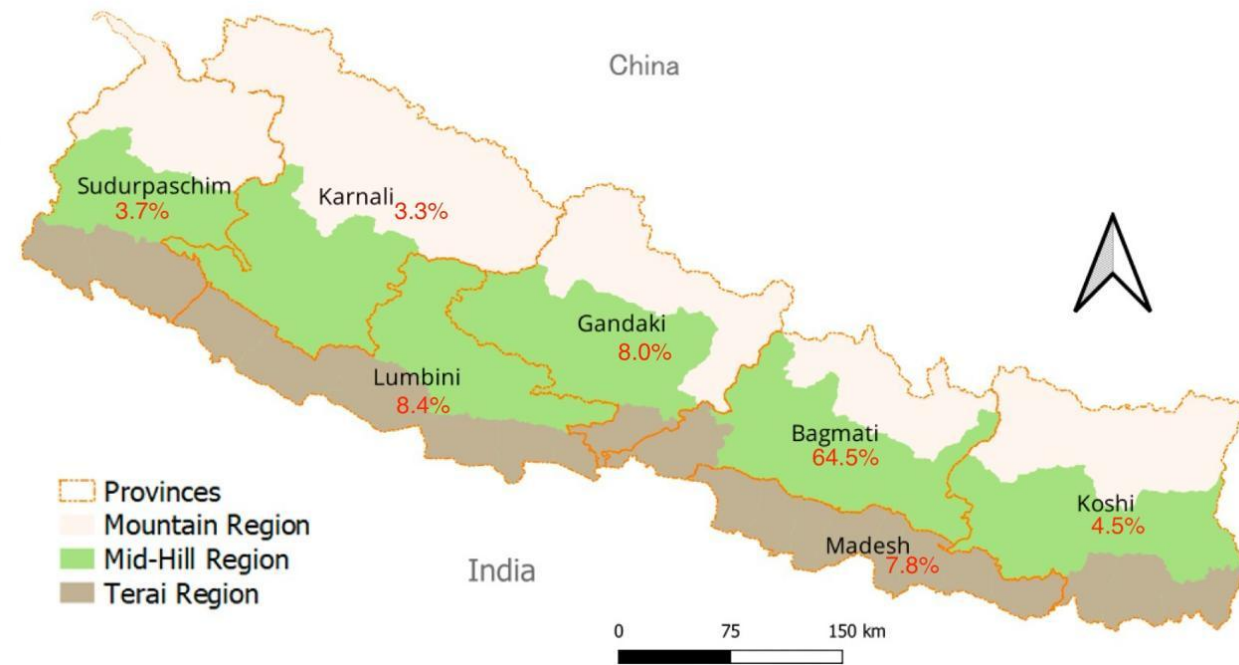 China
Sudurpaschim
3.7%
Karnali
3.3%
Gandaki
8.0%
Lumbini
8.4%
Bagmati
64.5%
Koshi
4.5%
Madesh
7.8%
Provinces
Mountain Region
Mid-Hill Region
Terai Region
India
0 75 150 km